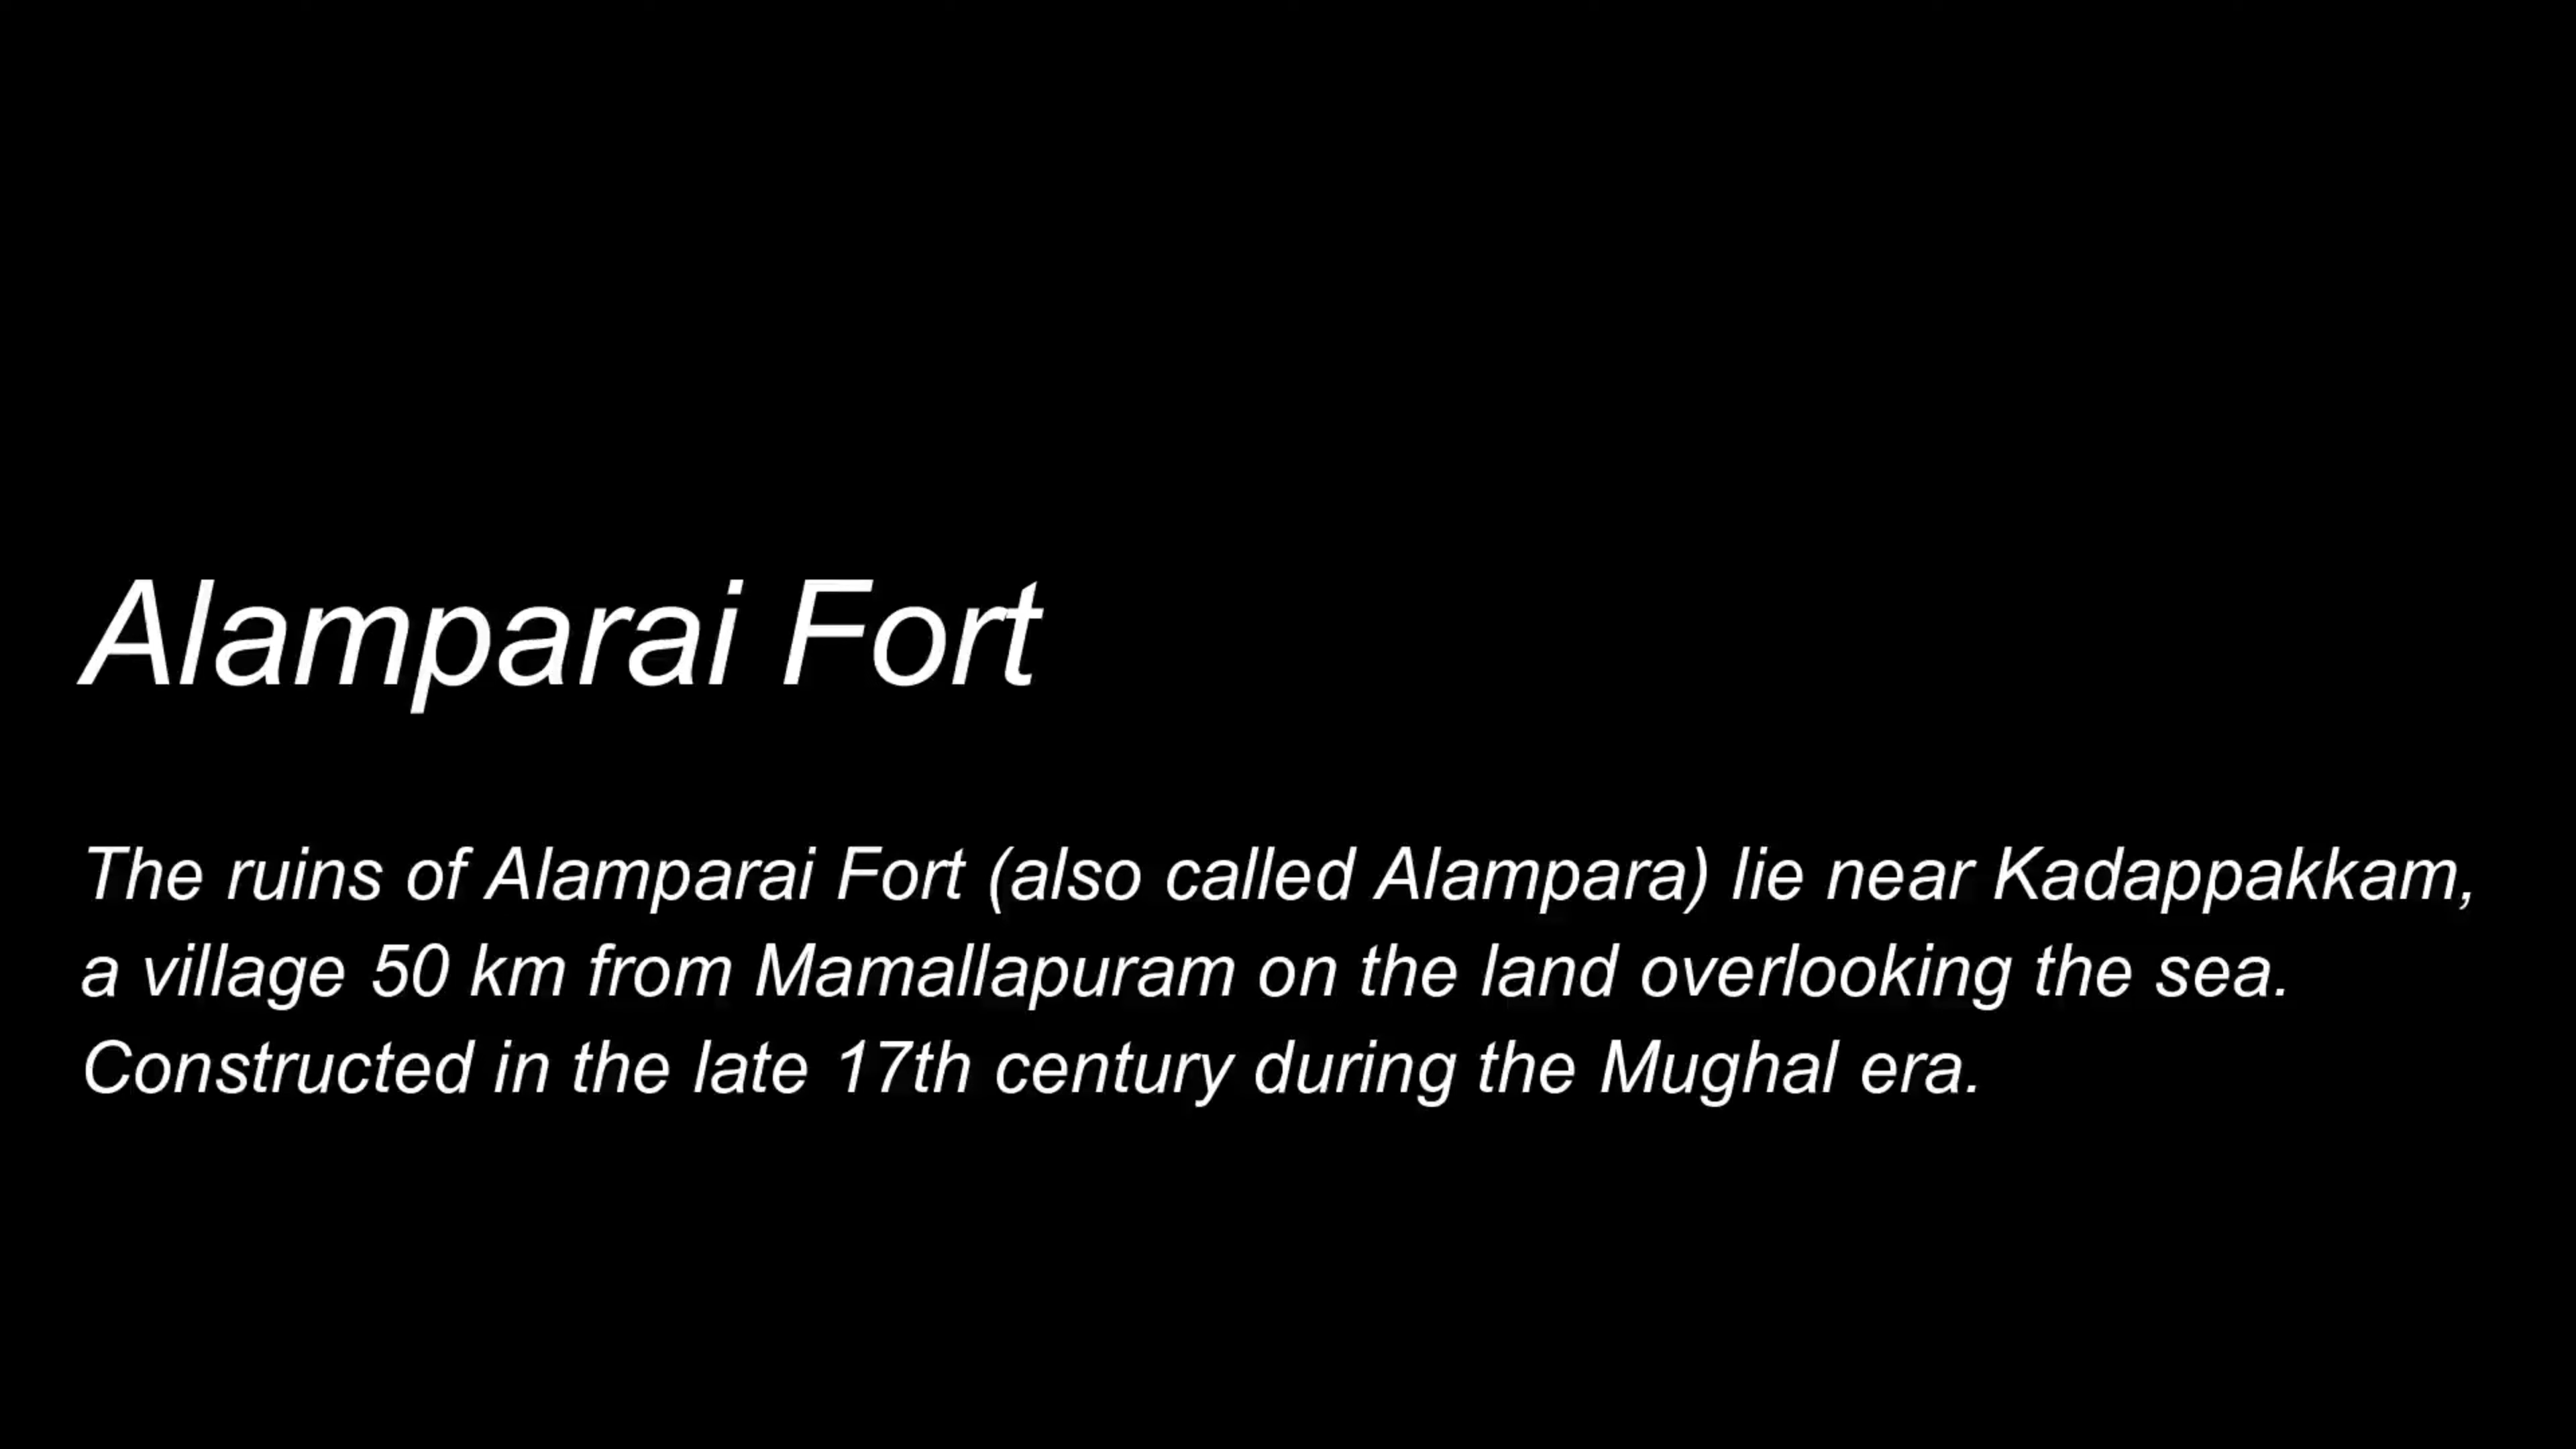 Alamparai Fort
The ruins of Alamparai Fort (also called Alampara) lie near Kadappakkam,
a village 50 km from Mamallapuram on the land overlooking the sea.
Constructed in the late 17th century during the Mughal era.